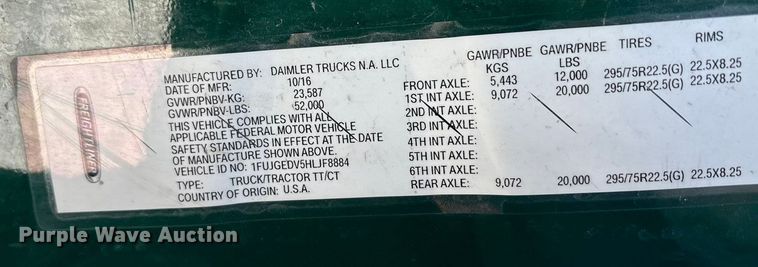 FREIGHTLINER
MANUFACTURED BY: DAIMLER TRUCKS N.A. LLC
DATE OF MFR: 10/16
GVWR/PNBV-KG: 23,587
GVWR/PNBV-LBS: 52,000
THIS VEHICLE COMPLIES WITH ALL
APPLICABLE FEDERAL MOTOR VEHICLE
SAFETY STANDARDS IN EFFECT AT THE DATE
OF MANUFACTURE SHOWN ABOVE.
VEHICLE ID NO: 1FUJGEDV5HLJF8884
TYPE: TRUCK/TRACTOR TT/CT
COUNTRY OF ORIGIN: U.S.A.
GAWR/PNBE GAWR/PNBE TIRES RIMS
KGS LBS
FRONT AXLE: 5,443 12,000 295/75R22.5(G) 22.5X8.25
1ST INT AXLE: 9,072 20,000 295/75R22.5(G) 22.5X8.25
2ND INT AXLE:
3RD INT AXLE:
4TH INT AXLE:
5TH INT AXLE:
6TH INT AXLE:
REAR AXLE: 9,072 20,000 295/75R22.5(G) 22.5X8.25
Purple Wave Auction